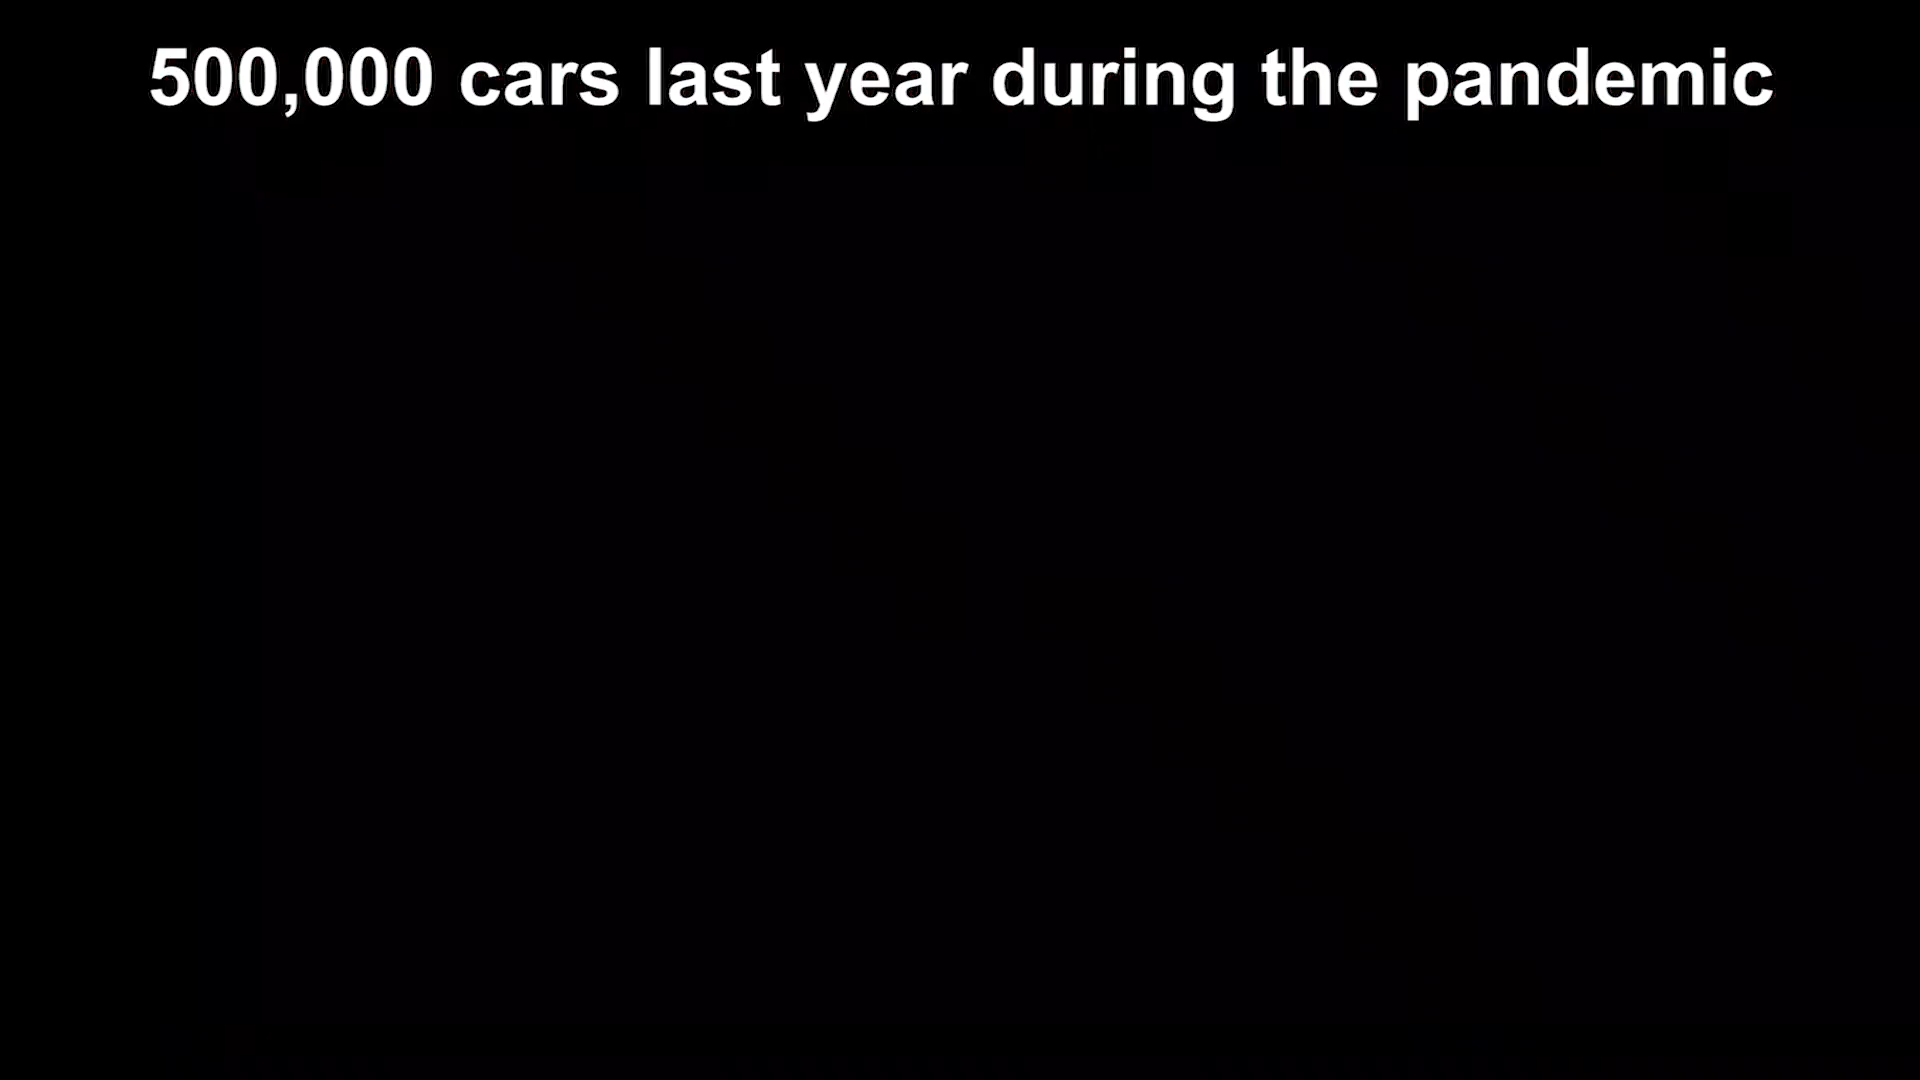 500,000 cars last year during the pandemic